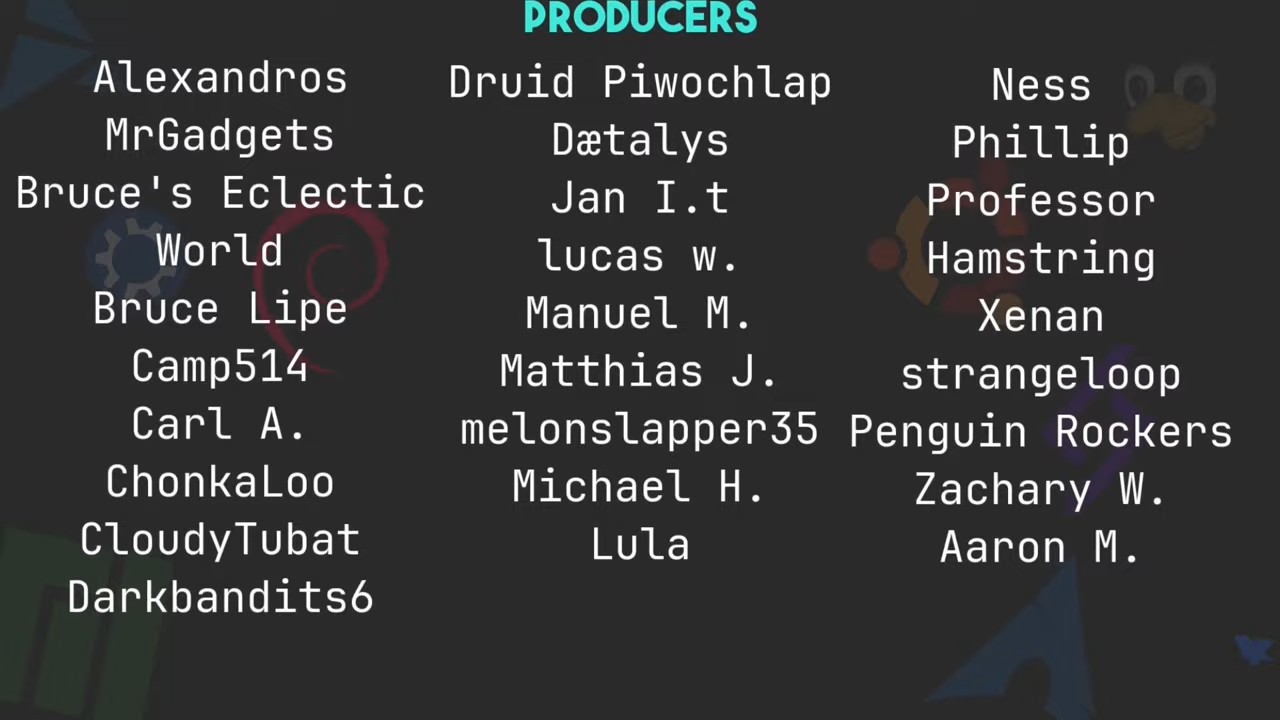 PRODUCERS
Alexandros
MrGadgets
Bruce's Eclectic
World
Bruce Lipe
Camp514
Carl A.
ChonkaLoo
CloudyTubat
Darkbandits6
Druid Piwochlap
Dætalys
Jan I.t
lucas w.
Manuel M.
Matthias J.
melonslapper35
Michael H.
Lula
Ness
Phillip
Professor
Hamstring
Xenan
strangeloop
Penguin Rockers
Zachary W.
Aaron M.